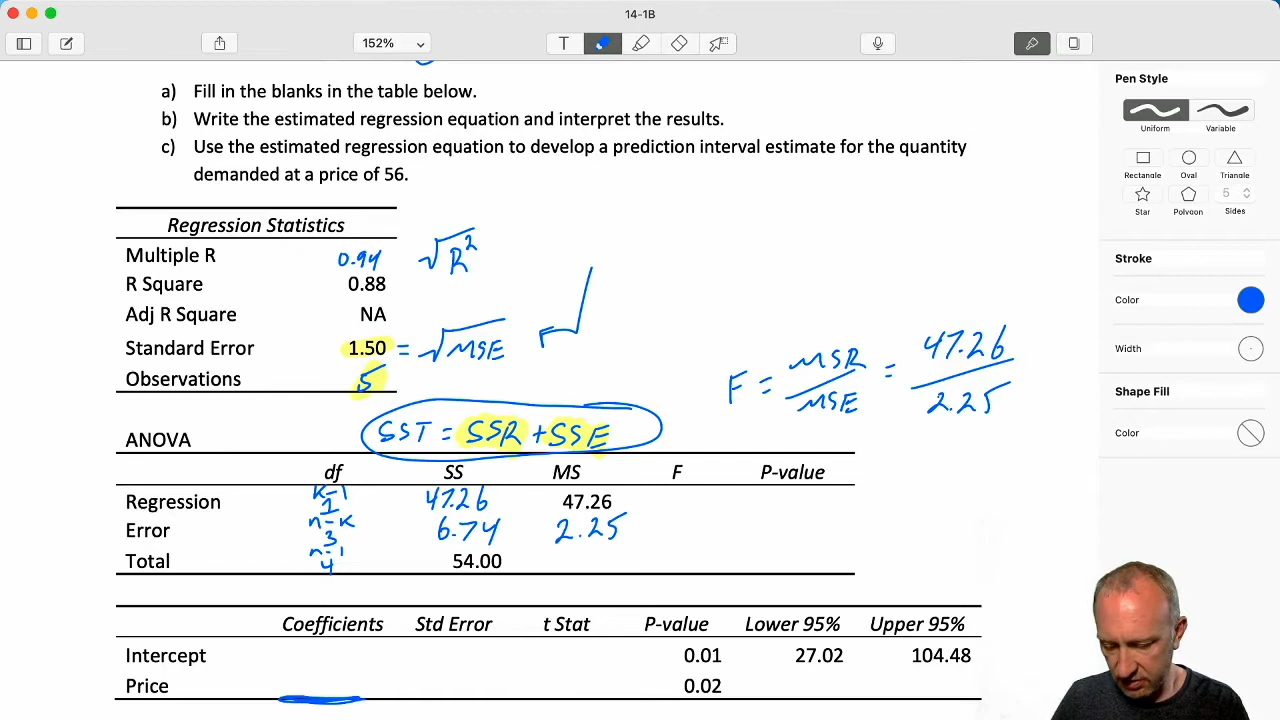 14-1B
152%
T
Pen Style
Uniform
Variable
Rectangle
Oval
Triangle
Star
Polygon
5
Sides
Stroke
Color
Width
Shape Fill
Color
a) Fill in the blanks in the table below.
b) Write the estimated regression equation and interpret the results.
c) Use the estimated regression equation to develop a prediction interval estimate for the quantity
demanded at a price of 56.
Regression Statistics
Multiple R 0.94 √R²
R Square 0.88
Adj R Square NA
Standard Error 1.50 = √MSE
Observations 5
F = MSR/MSE = 47.26/2.25
SST = SSR + SSE
ANOVA
df SS MS F P-value
k-1
Regression 1 47.26 47.26
n-k
Error 3 6.74 2.25
n-1
Total 4 54.00
Coefficients Std Error t Stat P-value Lower 95% Upper 95%
Intercept 0.01 27.02 104.48
Price 0.02